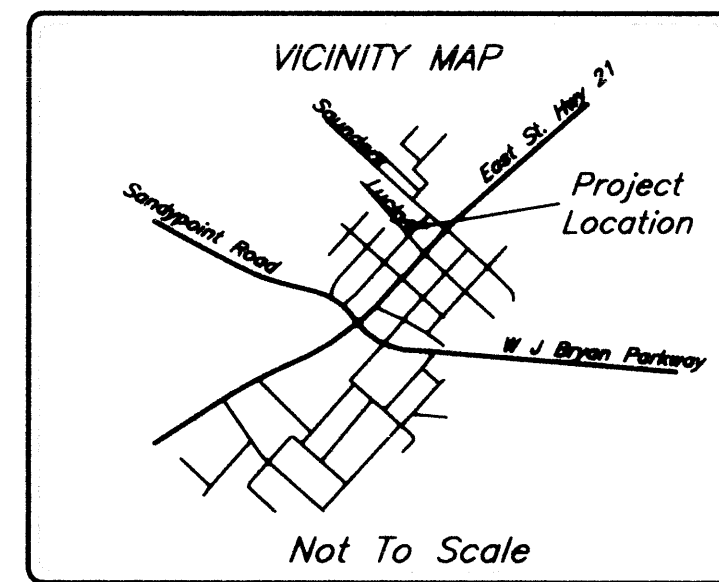 VICINITY MAP
East St. Hwy 21
Saunders
Project
Location
Sandypoint Road
W J Bryan Parkway
Not To Scale